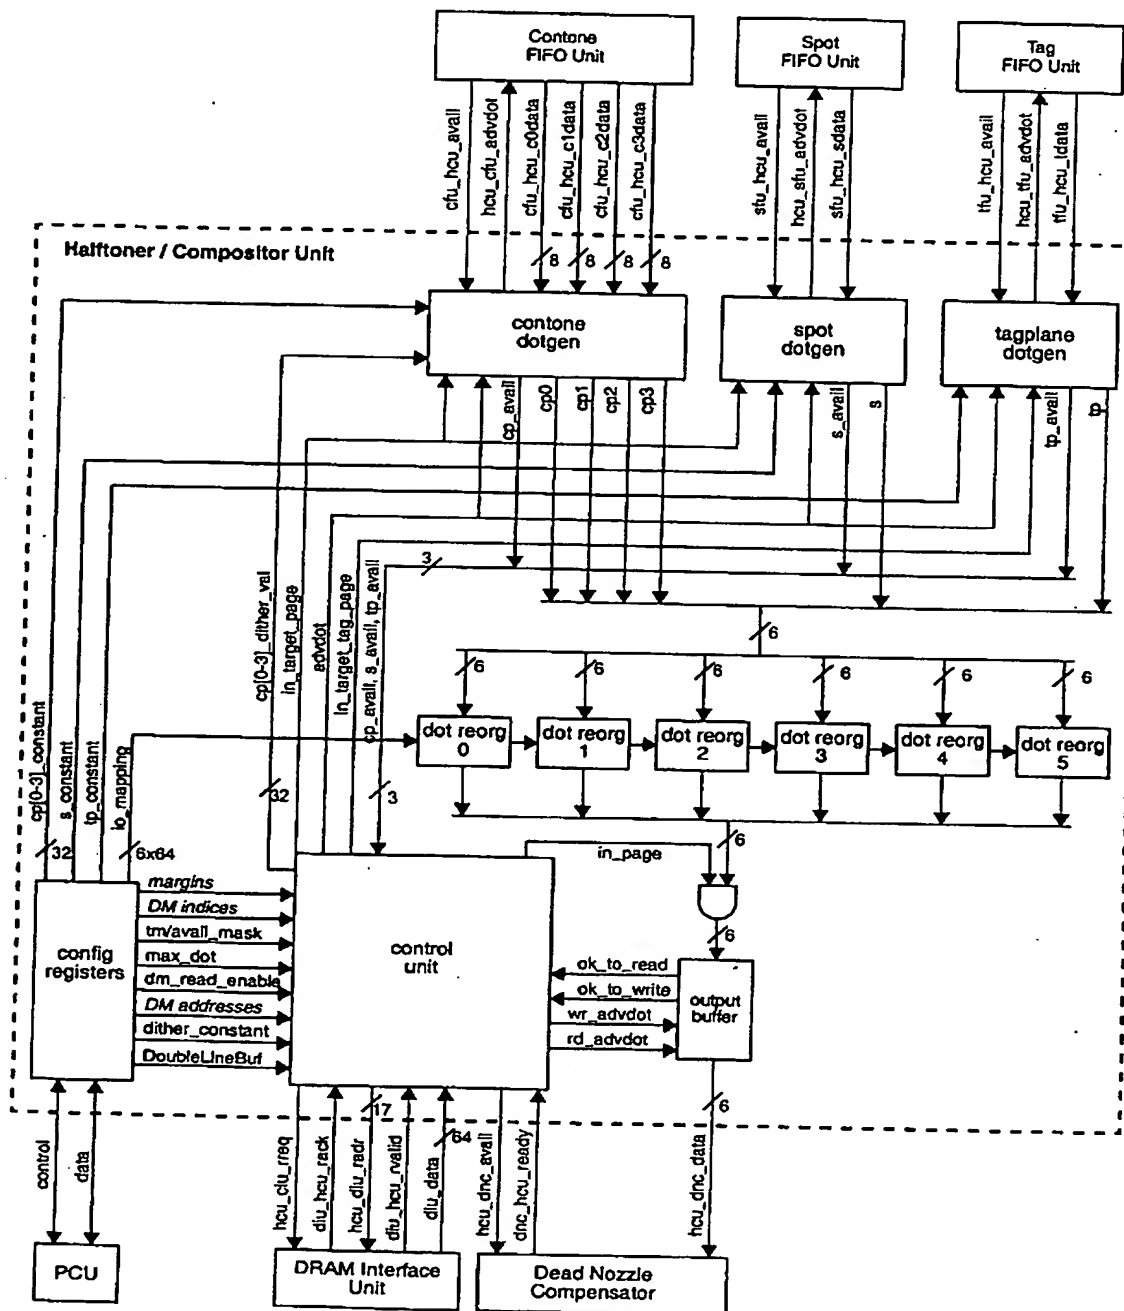 Contone
FIFO Unit
Spot
FIFO Unit
Tag
FIFO Unit
cfu_hcu_avail
hcu_cfu_advdot
cfu_hcu_c0data
cfu_hcu_c1data
cfu_hcu_c2data
cfu_hcu_c3data
sfu_hcu_avail
hcu_sfu_advdot
sfu_hcu_sdata
tfu_hcu_avail
hcu_tfu_advdot
tfu_hcu_tdata
Halftoner / Compositor Unit
8
8
8
8
contone
dotgen
spot
dotgen
tagplane
dotgen
cp_avail
cp0
cp1
cp2
cp3
s_avail
s
tp_avail
tp
3
cp[0-3]_dither_val
in_target_page
advdot
in_target_tag_page
cp_avail, s_avail, tp_avail
6
6
6
6
6
6
6
dot reorg
0
dot reorg
1
dot reorg
2
dot reorg
3
dot reorg
4
dot reorg
5
cp[0-3]_constant
s_constant
tp_constant
io_mapping
32
6x64
32
3
6
in_page
config
registers
margins
DM indices
tm/avail_mask
max_dot
dm_read_enable
DM addresses
dither_constant
DoubleLineBuf
control
unit
6
ok_to_read
ok_to_write
wr_advdot
rd_advdot
output
buffer
17
64
6
control
data
hcu_diu_rreq
diu_hcu_rack
hcu_diu_radr
diu_hcu_rvalid
diu_data
hcu_dnc_avail
dnc_hcu_ready
hcu_dnc_data
PCU
DRAM Interface
Unit
Dead Nozzle
Compensator